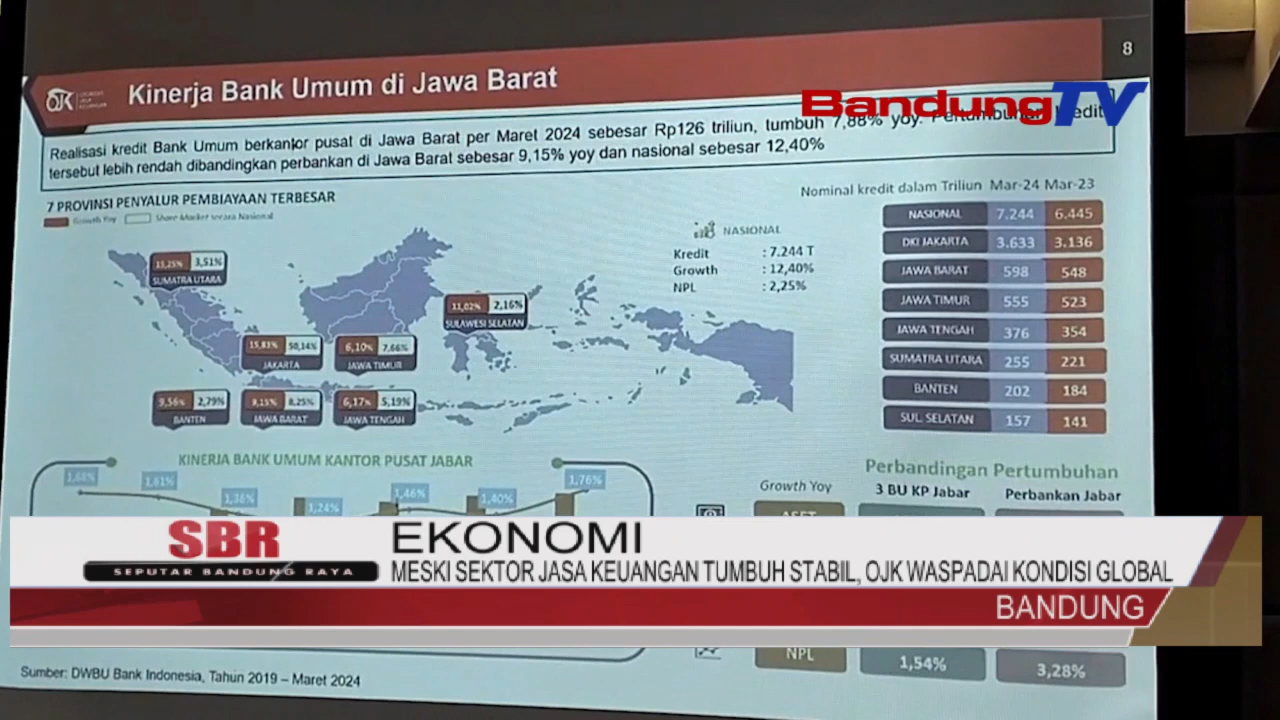 8
OJK
Kinerja Bank Umum di Jawa Barat
BandungTV
Realisasi kredit Bank Umum berkantor pusat di Jawa Barat per Maret 2024 sebesar Rp126 triliun, tumbuh 7,88% yoy. Pertumbuhan kredit
tersebut lebih rendah dibandingkan perbankan di Jawa Barat sebesar 9,15% yoy dan nasional sebesar 12,40%
7 PROVINSI PENYALUR PEMBIAYAAN TERBESAR
Growth Yoy Share Market secara Nasional
Nominal kredit dalam Triliun Mar-24 Mar-23
NASIONAL 7.244 6.445
DKI JAKARTA 3.633 3.136
JAWA BARAT 598 548
JAWA TIMUR 555 523
JAWA TENGAH 376 354
SUMATRA UTARA 255 221
BANTEN 202 184
SUL. SELATAN 157 141
NASIONAL
Kredit : 7.244 T
Growth : 12,40%
NPL : 2,25%
15,25% 3,51%
SUMATRA UTARA
11,02% 2,16%
SULAWESI SELATAN
15,83% 50,14%
JAKARTA
6,10% 7,66%
JAWA TIMUR
9,56% 2,79%
BANTEN
9,15% 8,25%
JAWA BARAT
6,17% 5,19%
JAWA TENGAH
KINERJA BANK UMUM KANTOR PUSAT JABAR
1,68% 1,61% 1,36% 1,24% 1,46% 1,40% 1,76%
Perbandingan Pertumbuhan
Growth Yoy 3 BU KP Jabar Perbankan Jabar
ASET
SBR
SEPUTAR BANDUNG RAYA
EKONOMI
MESKI SEKTOR JASA KEUANGAN TUMBUH STABIL, OJK WASPADAI KONDISI GLOBAL
BANDUNG
NPL 1,54% 3,28%
Sumber: DWBU Bank Indonesia, Tahun 2019 – Maret 2024